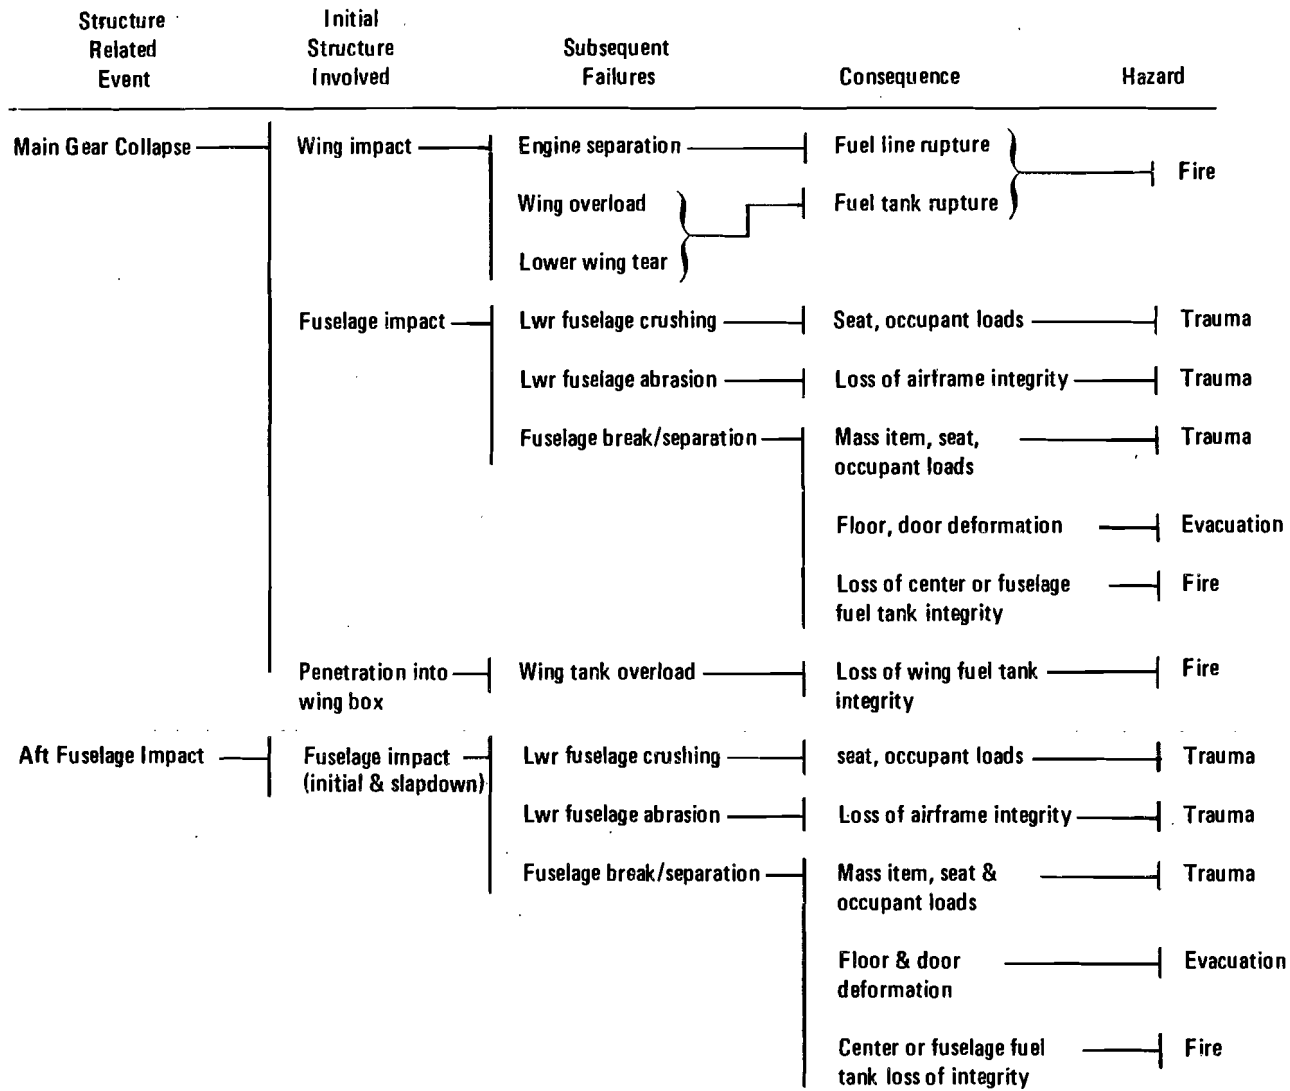 Structure Related Event
Initial Structure Involved
Subsequent Failures
Consequence
Hazard
Main Gear Collapse
Wing impact
Engine separation
Fuel line rupture
Fire
Wing overload
Fuel tank rupture
Lower wing tear
Fuselage impact
Lwr fuselage crushing
Seat, occupant loads
Trauma
Lwr fuselage abrasion
Loss of airframe integrity
Trauma
Fuselage break/separation
Mass item, seat,
occupant loads
Trauma
Floor, door deformation
Evacuation
Loss of center or fuselage
fuel tank integrity
Fire
Penetration into
wing box
Wing tank overload
Loss of wing fuel tank
integrity
Fire
Aft Fuselage Impact
Fuselage impact
(initial & slapdown)
Lwr fuselage crushing
seat, occupant loads
Trauma
Lwr fuselage abrasion
Loss of airframe integrity
Trauma
Fuselage break/separation
Mass item, seat &
occupant loads
Trauma
Floor & door
deformation
Evacuation
Center or fuselage fuel
tank loss of integrity
Fire